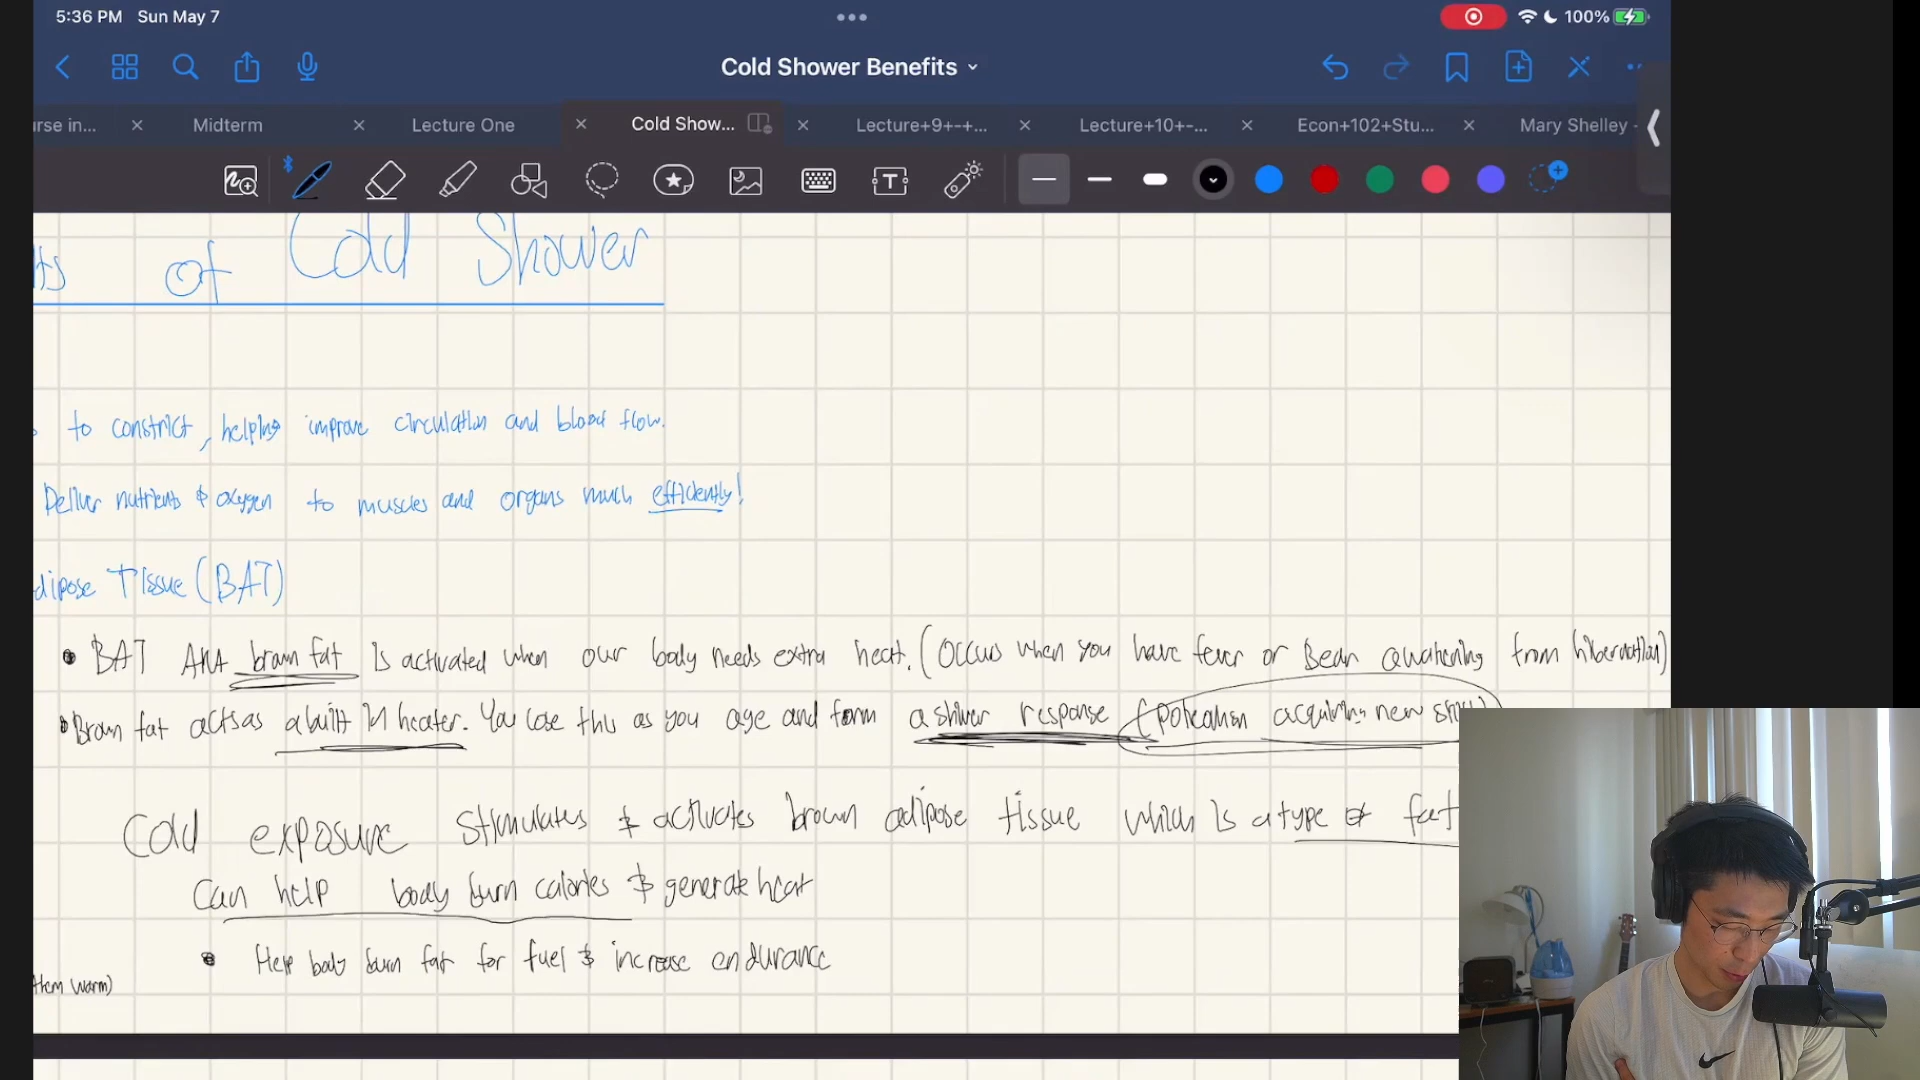 5:36 PM Sun May 7
100%
Cold Shower Benefits
rse in...
Midterm
Lecture One
Cold Show...
Lecture+9+-+...
Lecture+10+-...
Econ+102+Stu...
Mary Shelley -
of Cold Shower
to constrict, helping improve circulation and blood flow.
Deliver nutrients & oxygen to muscles and organs much efficiently!
dipose Tissue (BAT)
• BAT AKA brown fat is activated when our body needs extra heat. (Occurs when you have fever or Bear awakening from hibernation)
• Brown fat acts as a built in heater. You lose this as you age and form a shiver response (pokemon acquiring new
Cold exposure stimulates & activates brown adipose tissue which is a type of fat
Can help body burn calories & generate heat
• Help body burn fat for fuel & increase endurance
them warm)